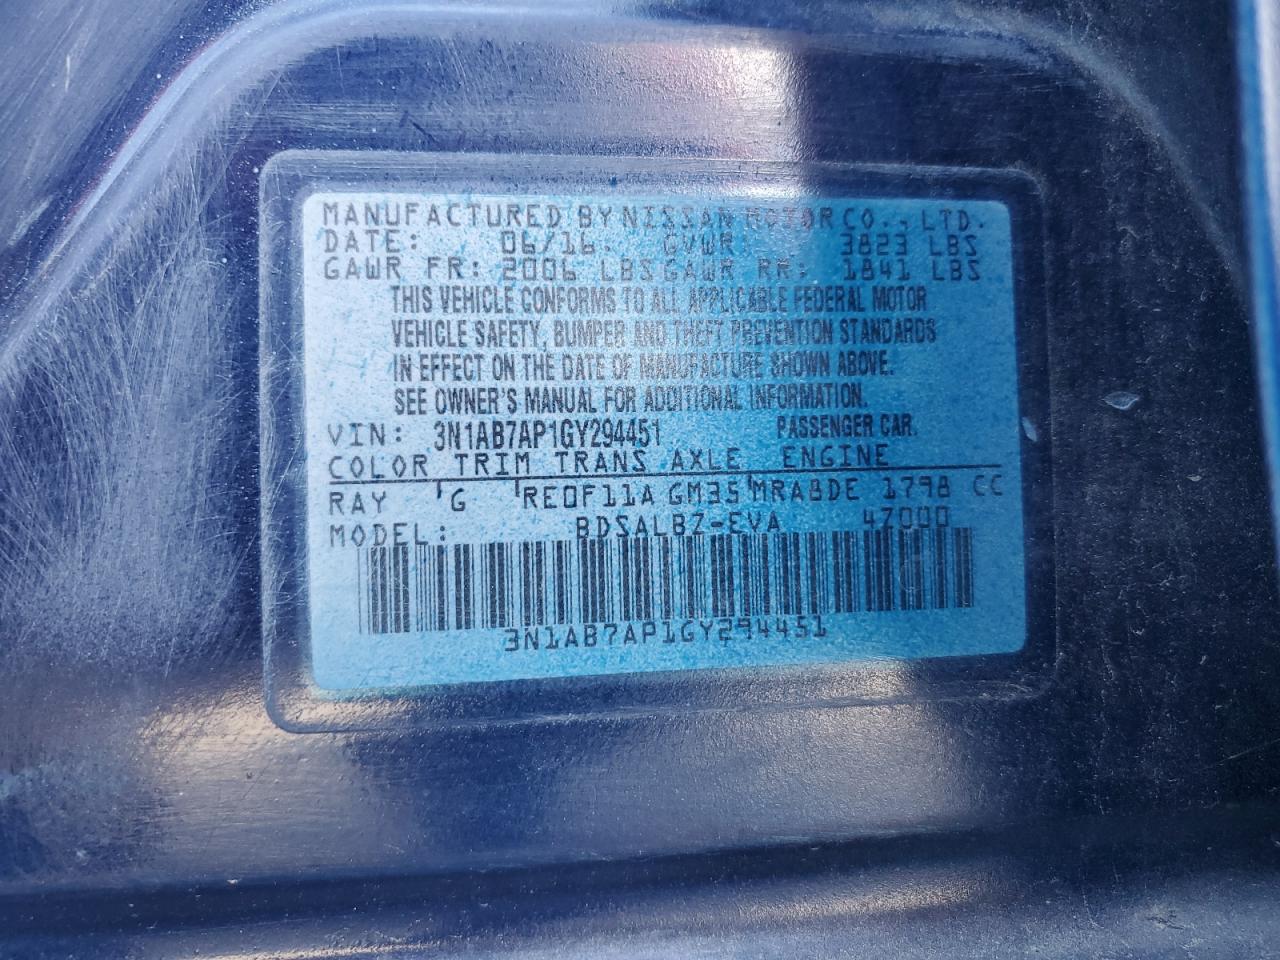 MANUFACTURED BY NISSAN MOTOR CO., LTD.
DATE: 06/16. GVWR: 3823 LBS
GAWR FR: 2006 LBS GAWR RR: 1841 LBS
THIS VEHICLE CONFORMS TO ALL APPLICABLE FEDERAL MOTOR
VEHICLE SAFETY, BUMPER AND THEFT PREVENTION STANDARDS
IN EFFECT ON THE DATE OF MANUFACTURE SHOWN ABOVE.
SEE OWNER'S MANUAL FOR ADDITIONAL INFORMATION.
VIN: 3N1AB7AP1GY294451 PASSENGER CAR.
COLOR TRIM TRANS AXLE ENGINE
RAY G RE0F11A GM35 MRA8DE 1798 CC
MODEL: BDSALBZ-EVA 47000
3N1AB7AP1GY294451